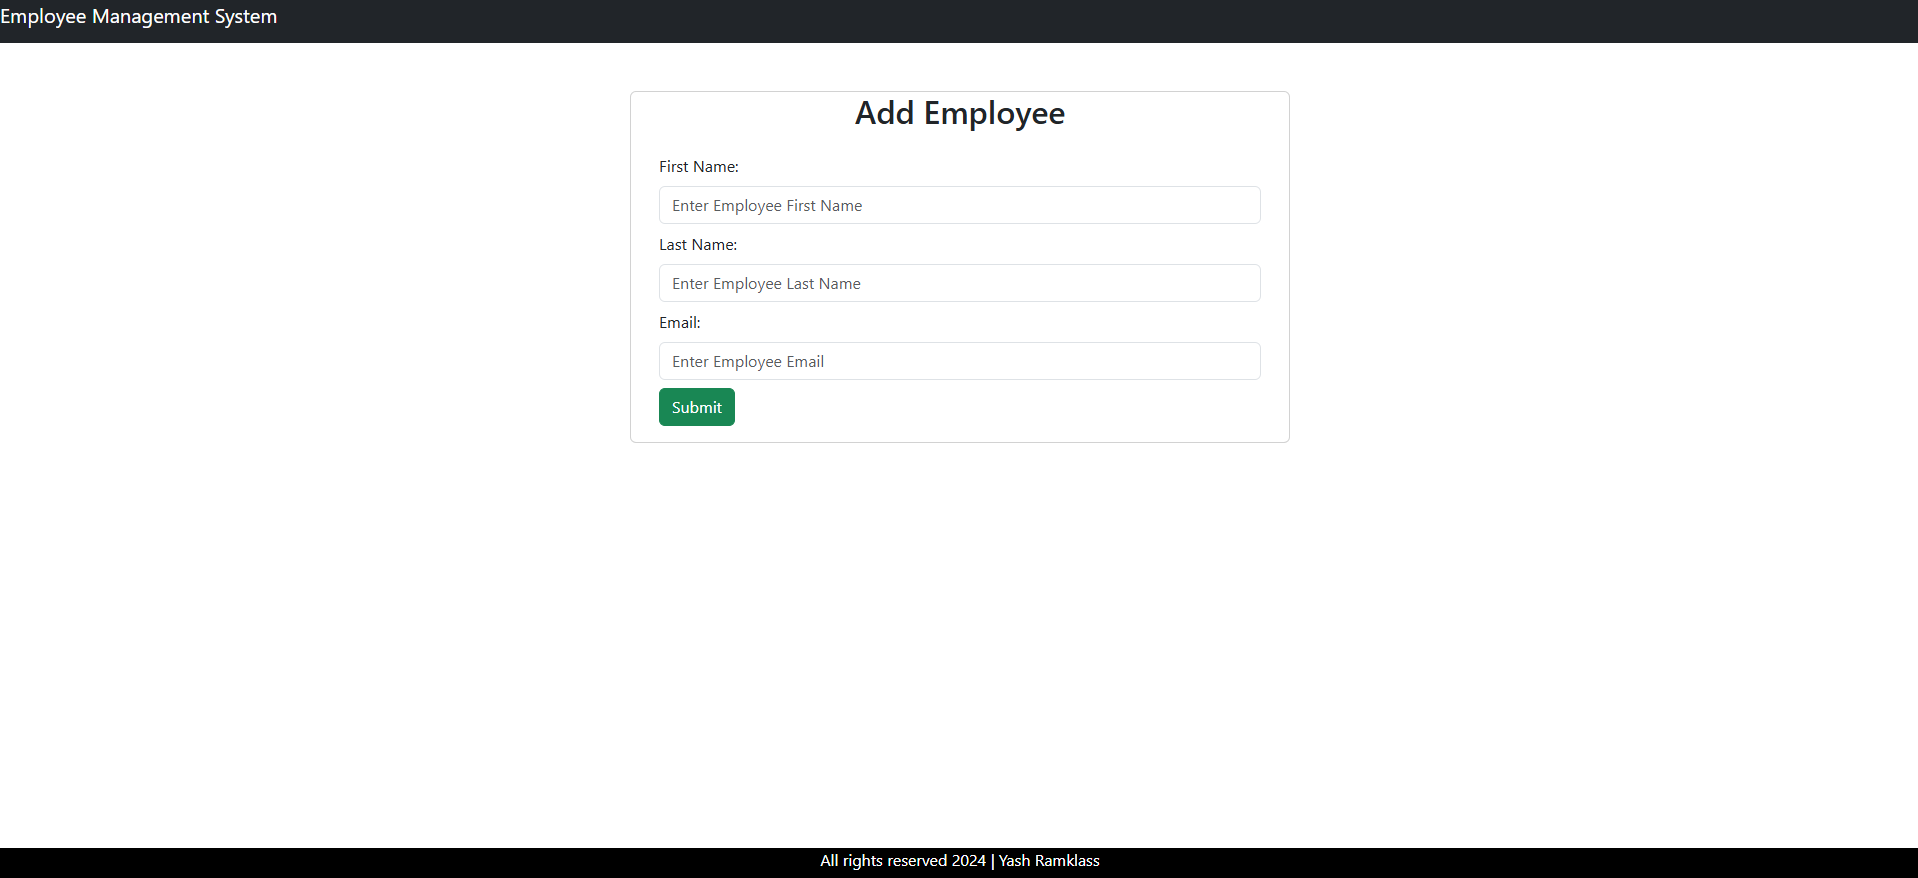 Employee Management System
Add Employee
First Name:
Enter Employee First Name
Last Name:
Enter Employee Last Name
Email:
Enter Employee Email
Submit
All rights reserved 2024 | Yash Ramklass